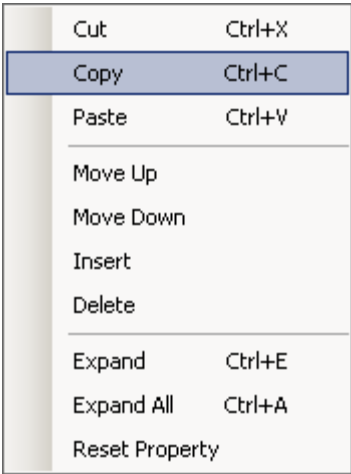 Cut Ctrl+X
Copy Ctrl+C
Paste Ctrl+V
Move Up
Move Down
Insert
Delete
Expand Ctrl+E
Expand All Ctrl+A
Reset Property